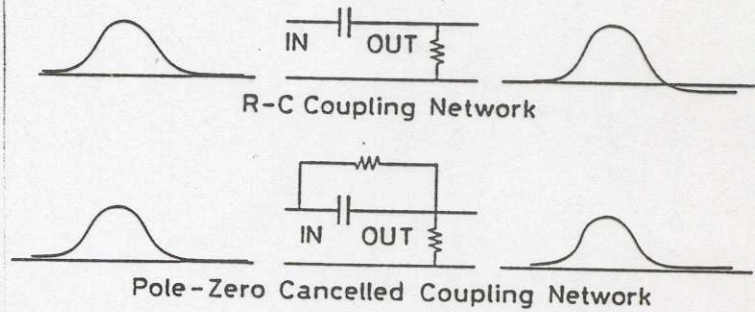 IN OUT
R-C Coupling Network
IN OUT
Pole-Zero Cancelled Coupling Network